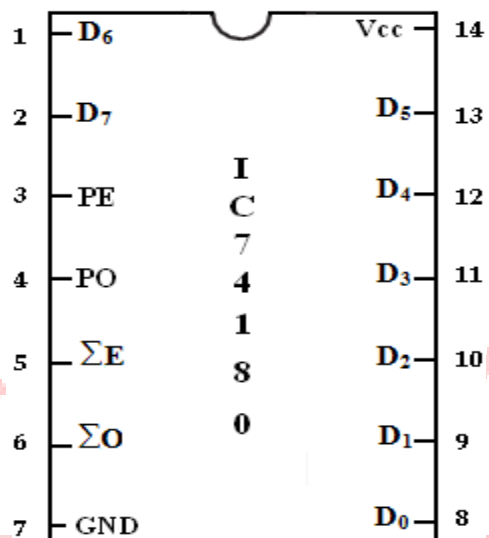 1 D₆ Vcc 14
2 D₇ D₅ 13
3 PE D₄ 12
4 PO D₃ 11
5 ΣE D₂ 10
6 ΣO D₁ 9
7 GND D₀ 8
I
C
7
4
1
8
0